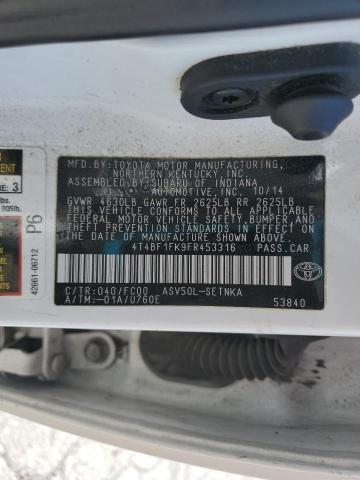 MFD.BY:TOYOTA MOTOR MANUFACTURING,
NORTHERN KENTUCKY, INC.
ASSEMBLED BY:SUBARU OF INDIANA
AUTOMOTIVE, INC. 10/14
GVWR 4630LB GAWR FR 2625LB RR 2625LB
THIS VEHICLE CONFORMS TO ALL APPLICABLE
FEDERAL MOTOR VEHICLE SAFETY,BUMPER,AND
THEFT PREVENTION STANDARDS IN EFFECT ON
THE DATE OF MANUFACTURE SHOWN ABOVE.
4T4BF1FK9FR453316 PASS.CAR
C/TR:040/FC00 ASV50L-SETNKA
A/TM:-01A/U760E
53840
P6
42661-06712
3